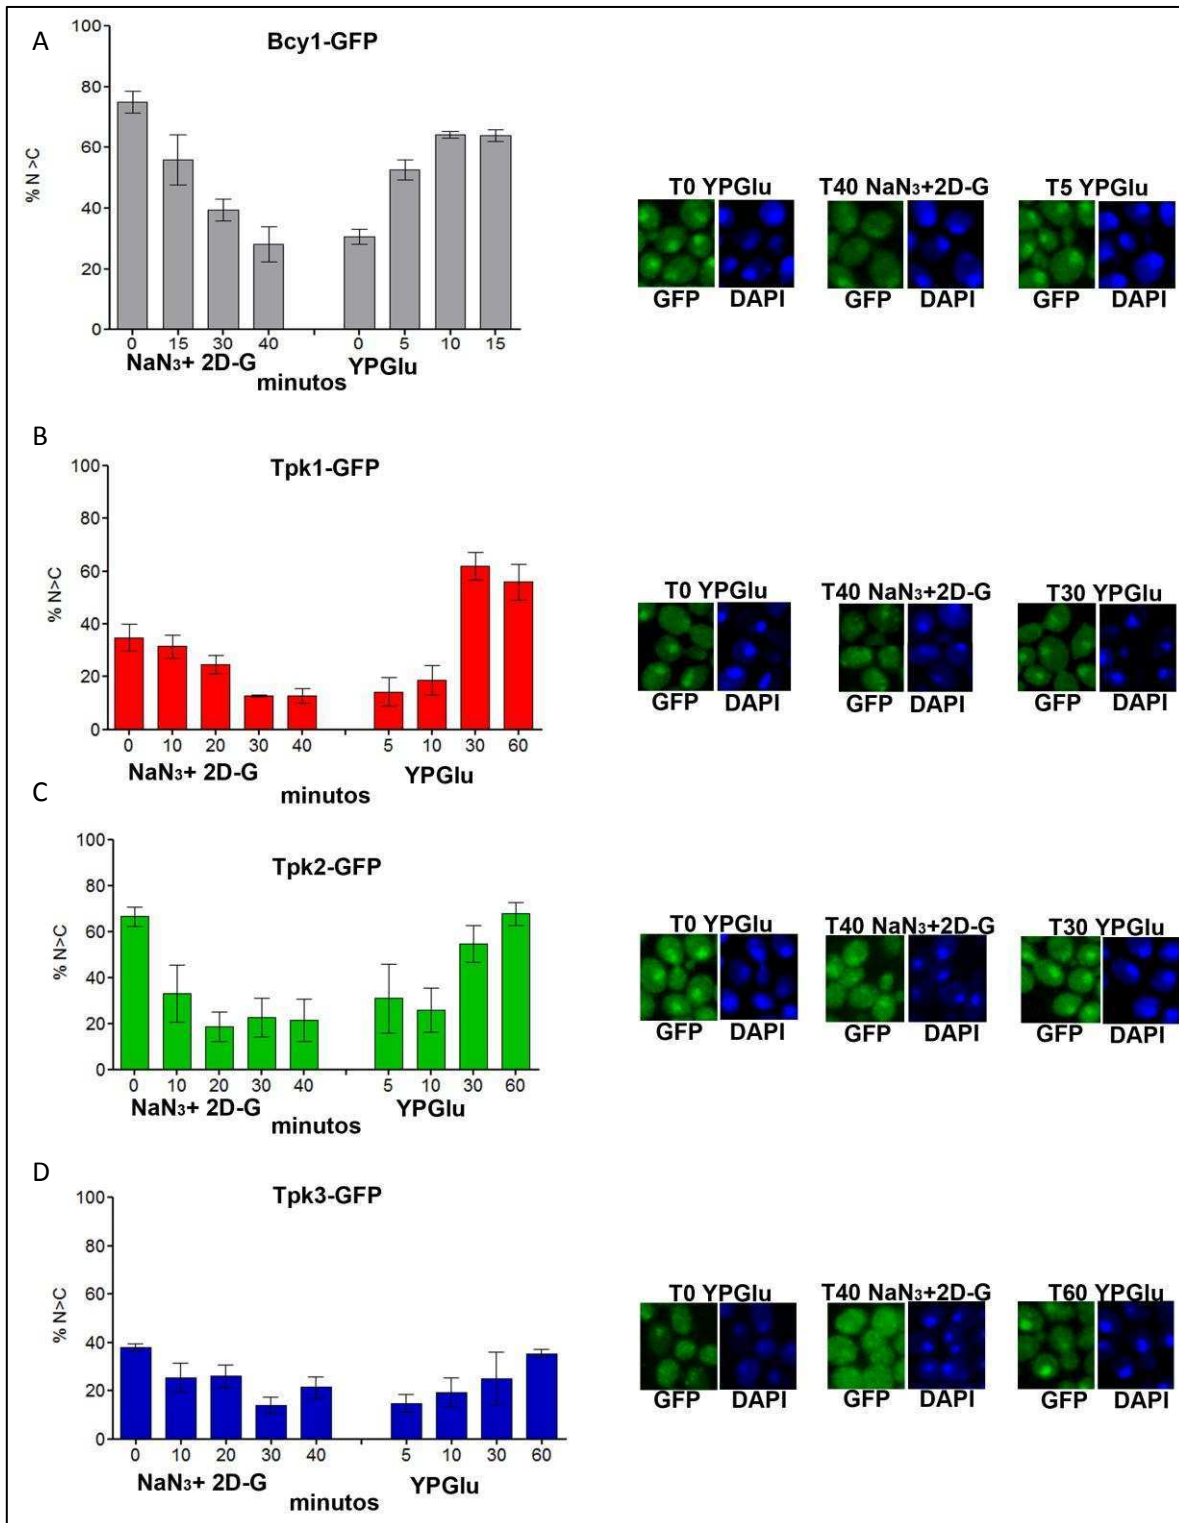 A
Bcy1-GFP
100
80
60
40
20
0
% N >C
0 15 30 40 0 5 10 15
NaN₃+ 2D-G YPGlu
minutos
T0 YPGlu T40 NaN₃+2D-G T5 YPGlu
GFP DAPI GFP DAPI GFP DAPI
B
Tpk1-GFP
100
80
60
40
20
0
% N>C
0 10 20 30 40 5 10 30 60
NaN₃+ 2D-G YPGlu
minutos
T0 YPGlu T40 NaN₃+2D-G T30 YPGlu
GFP DAPI GFP DAPI GFP DAPI
C
Tpk2-GFP
100
80
60
40
20
0
% N>C
0 10 20 30 40 5 10 30 60
NaN₃+ 2D-G YPGlu
minutos
T0 YPGlu T40 NaN₃+2D-G T30 YPGlu
GFP DAPI GFP DAPI GFP DAPI
D
Tpk3-GFP
100
80
60
40
20
0
% N>C
0 10 20 30 40 5 10 30 60
NaN₃+ 2D-G YPGlu
minutos
T0 YPGlu T40 NaN₃+2D-G T60 YPGlu
GFP DAPI GFP DAPI GFP DAPI